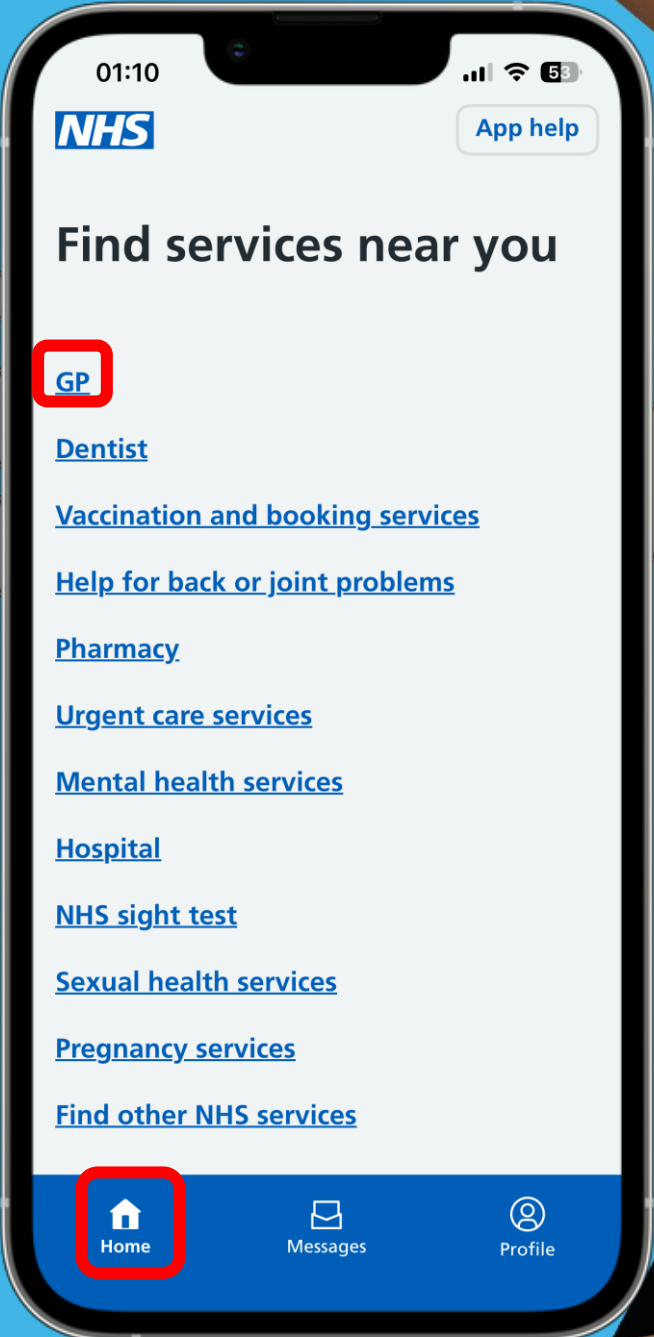 01:10
53
NHS
App help
Find services near you
GP
Dentist
Vaccination and booking services
Help for back or joint problems
Pharmacy
Urgent care services
Mental health services
Hospital
NHS sight test
Sexual health services
Pregnancy services
Find other NHS services
Home
Messages
Profile